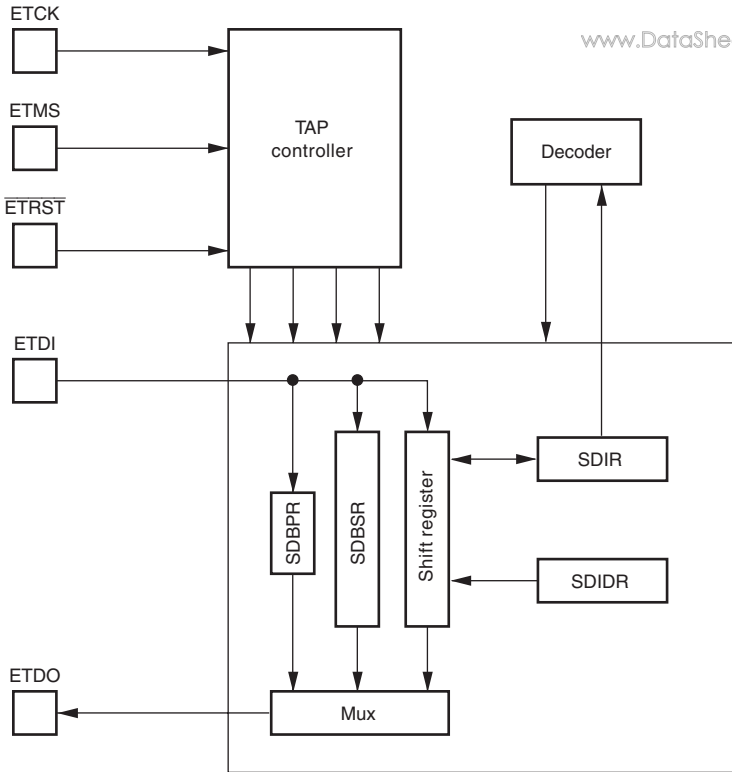 ETCK
www.DataShe
ETMS
TAP
controller
Decoder
ETRST
ETDI
SDBPR
SDBSR
Shift register
SDIR
SDIDR
ETDO
Mux